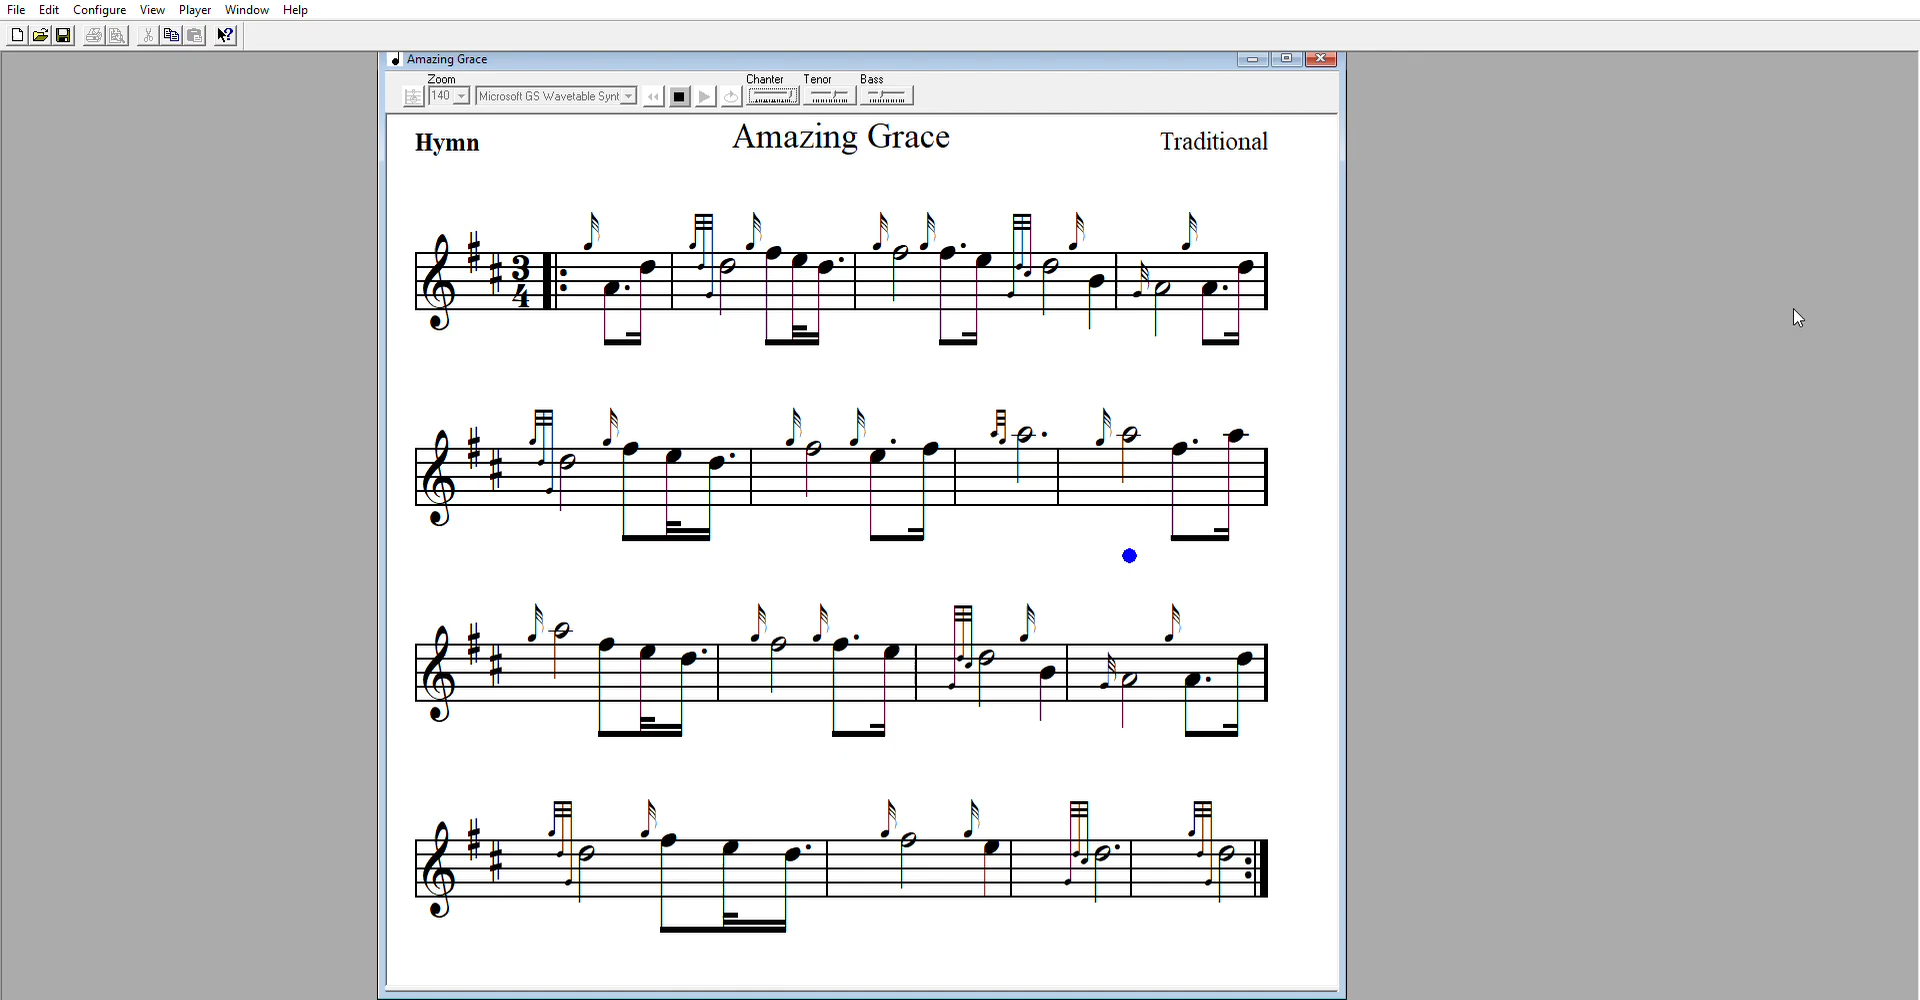 File Edit Configure View Player Window Help
Amazing Grace
Zoom Chanter Tenor Bass
140 Microsoft GS Wavetable Synt
Hymn Amazing Grace Traditional
3
4